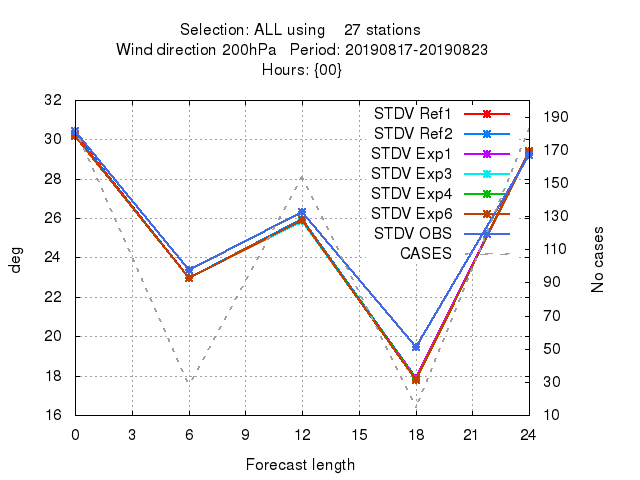 Selection: ALL using 27 stations
Wind direction 200hPa Period: 20190817-20190823
Hours: {00}
32
30
28
26
24
22
20
18
16
deg
190
170
150
130
110
90
70
50
30
10
No cases
STDV Ref1
STDV Ref2
STDV Exp1
STDV Exp3
STDV Exp4
STDV Exp6
STDV OBS
CASES
0 3 6 9 12 15 18 21 24
Forecast length